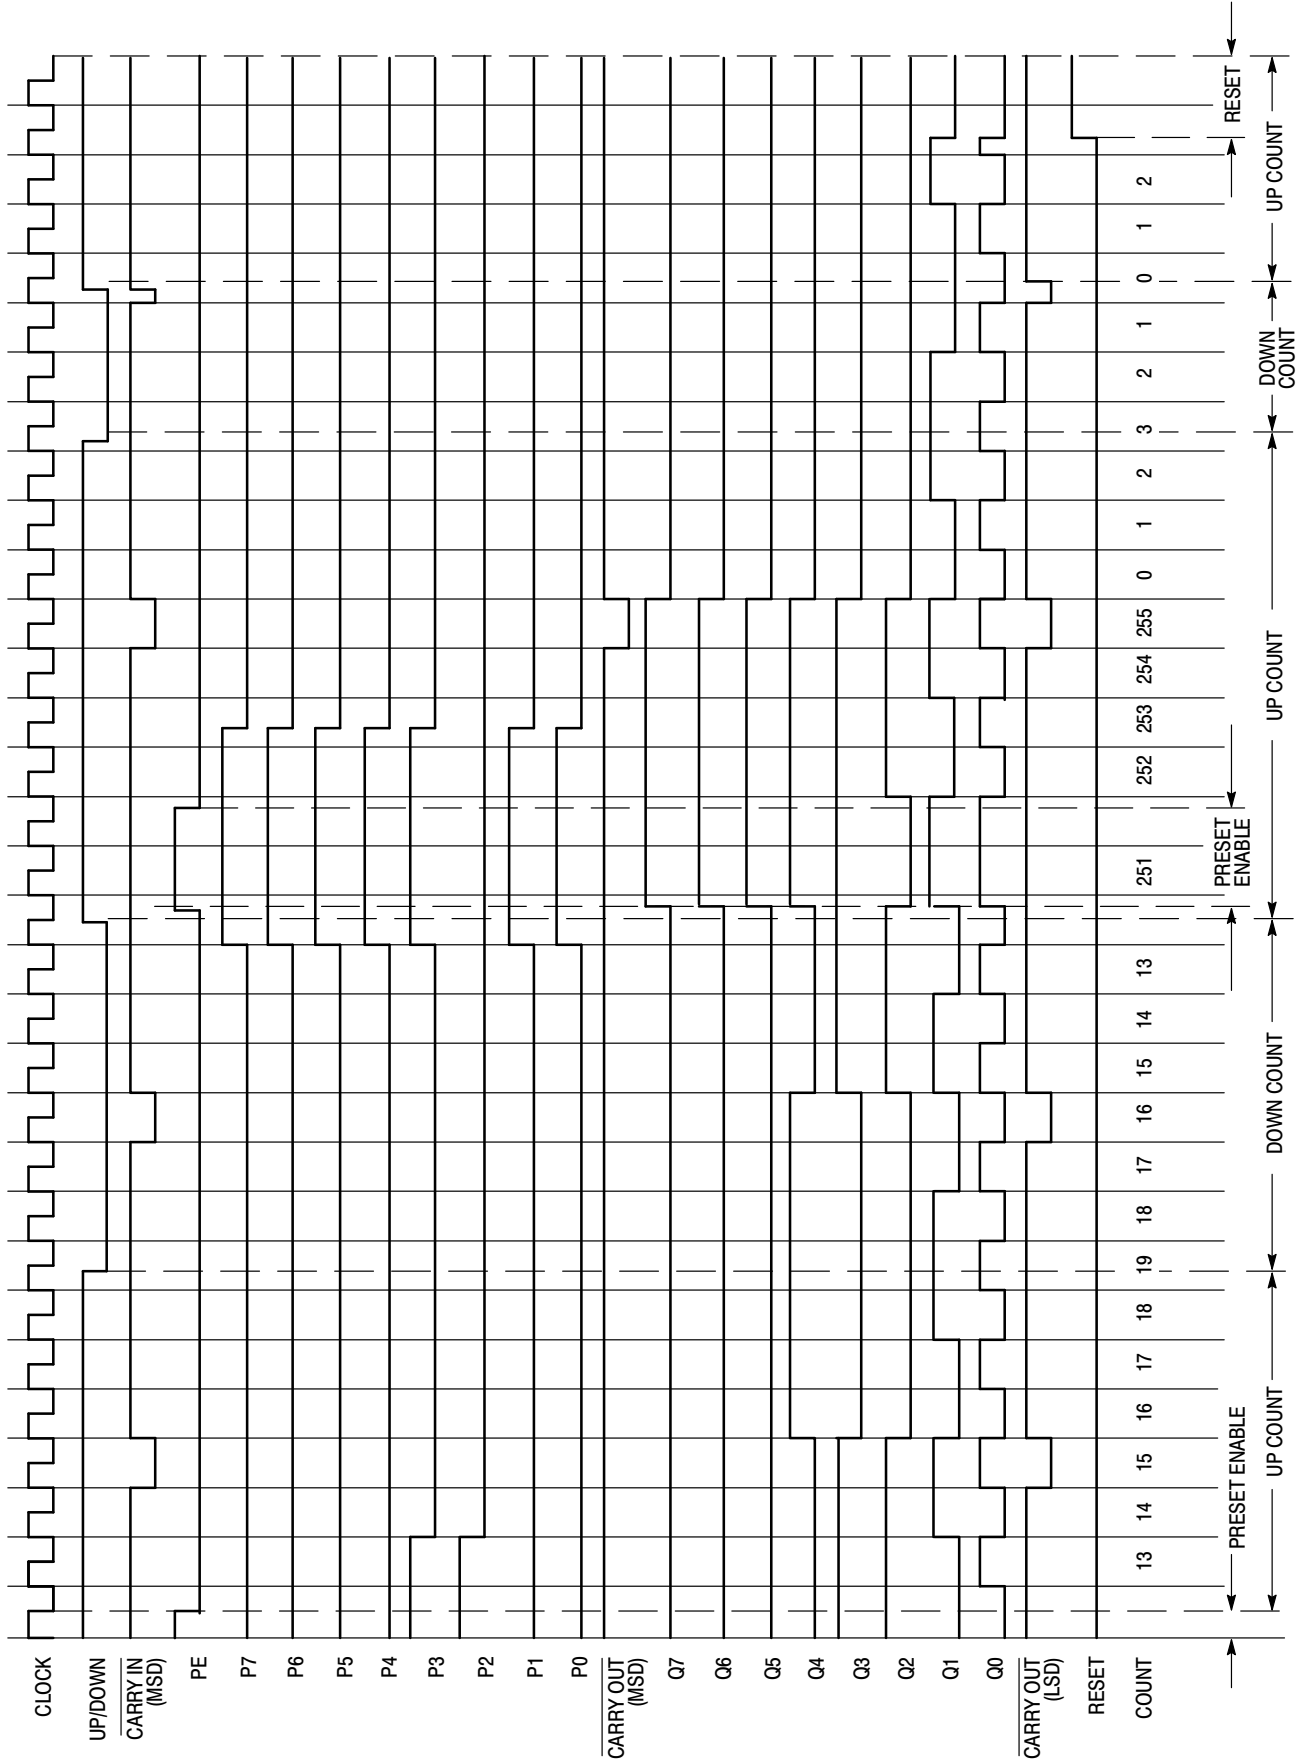 CLOCK
UP/DOWN
CARRY IN
(MSD)
PE
P7
P6
P5
P4
P3
P2
P1
P0
CARRY OUT
(MSD)
Q7
Q6
Q5
Q4
Q3
Q2
Q1
Q0
CARRY OUT
(LSD)
RESET
COUNT
13 14 15 16 17 18 19 18 17 16 15 14 13 251 252 253 254 255 0 1 2 3 2 1 0 1 2
PRESET ENABLE
PRESET
ENABLE
RESET
UP COUNT
DOWN COUNT
UP COUNT
DOWN
COUNT
UP COUNT